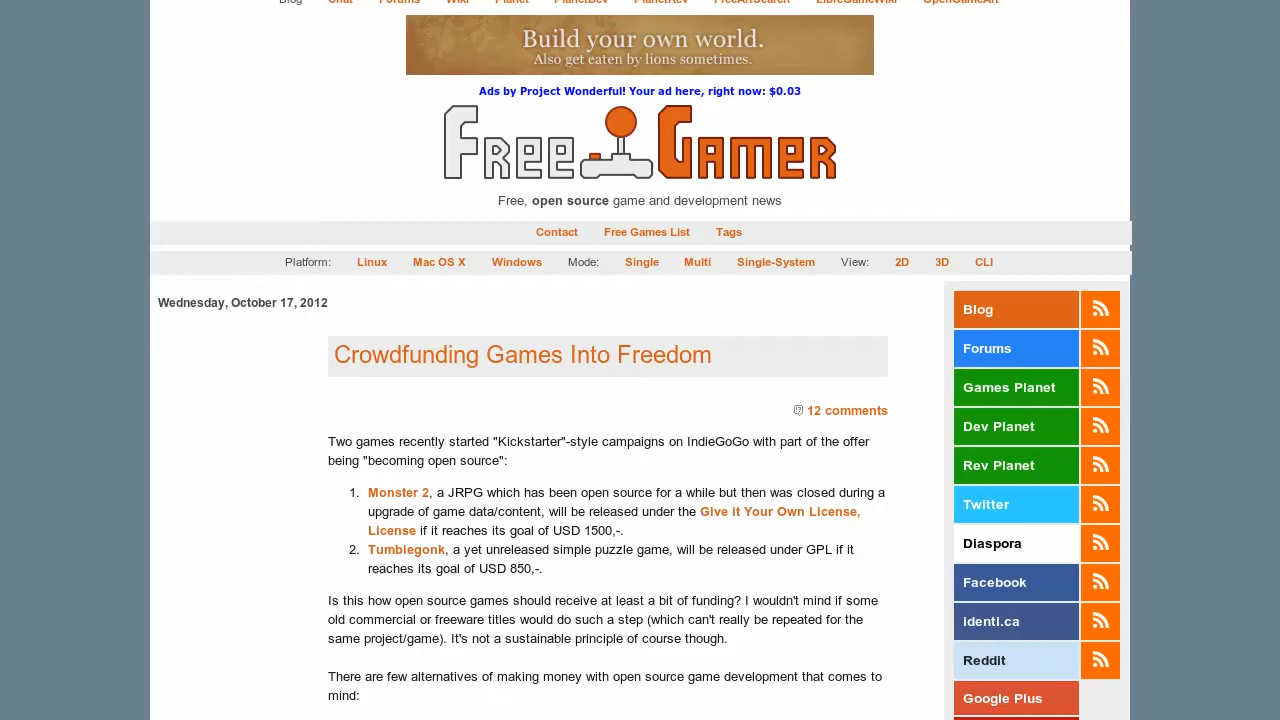 Blog Chat Forums Wiki Planet PlanetDev PlanetRev FreeArtSearch LibreGameWiki OpenGameArt
Build your own world.
Also get eaten by lions sometimes.
Ads by Project Wonderful! Your ad here, right now: $0.03
Free Gamer
Free, open source game and development news
Contact Free Games List Tags
Platform: Linux Mac OS X Windows Mode: Single Multi Single-System View: 2D 3D CLI
Wednesday, October 17, 2012
Crowdfunding Games Into Freedom
12 comments
Two games recently started "Kickstarter"-style campaigns on IndieGoGo with part of the offer
being "becoming open source":
1. Monster 2, a JRPG which has been open source for a while but then was closed during a
upgrade of game data/content, will be released under the Give it Your Own License,
License if it reaches its goal of USD 1500,-.
2. Tumblegonk, a yet unreleased simple puzzle game, will be released under GPL if it
reaches its goal of USD 850,-.
Is this how open source games should receive at least a bit of funding? I wouldn't mind if some
old commercial or freeware titles would do such a step (which can't really be repeated for the
same project/game). It's not a sustainable principle of course though.
There are few alternatives of making money with open source game development that comes to
mind:
Blog
Forums
Games Planet
Dev Planet
Rev Planet
Twitter
Diaspora
Facebook
identi.ca
Reddit
Google Plus